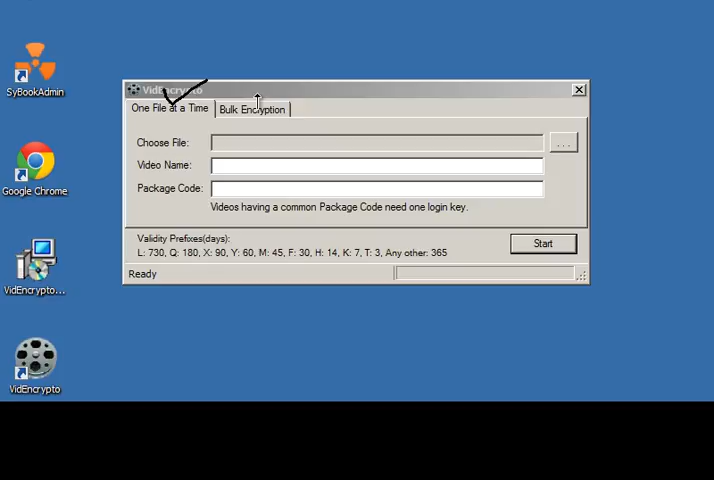 SyBookAdmin
Google Chrome
VidEncrypto...
VidEncrypto
VidEncrypto
One File at a Time
Bulk Encryption
Choose File:
. . .
Video Name:
Package Code:
Videos having a common Package Code need one login key.
Validity Prefixes(days):
L: 730, Q: 180, X: 90, Y: 60, M: 45, F: 30, H: 14, K: 7, T: 3, Any other: 365
Start
Ready